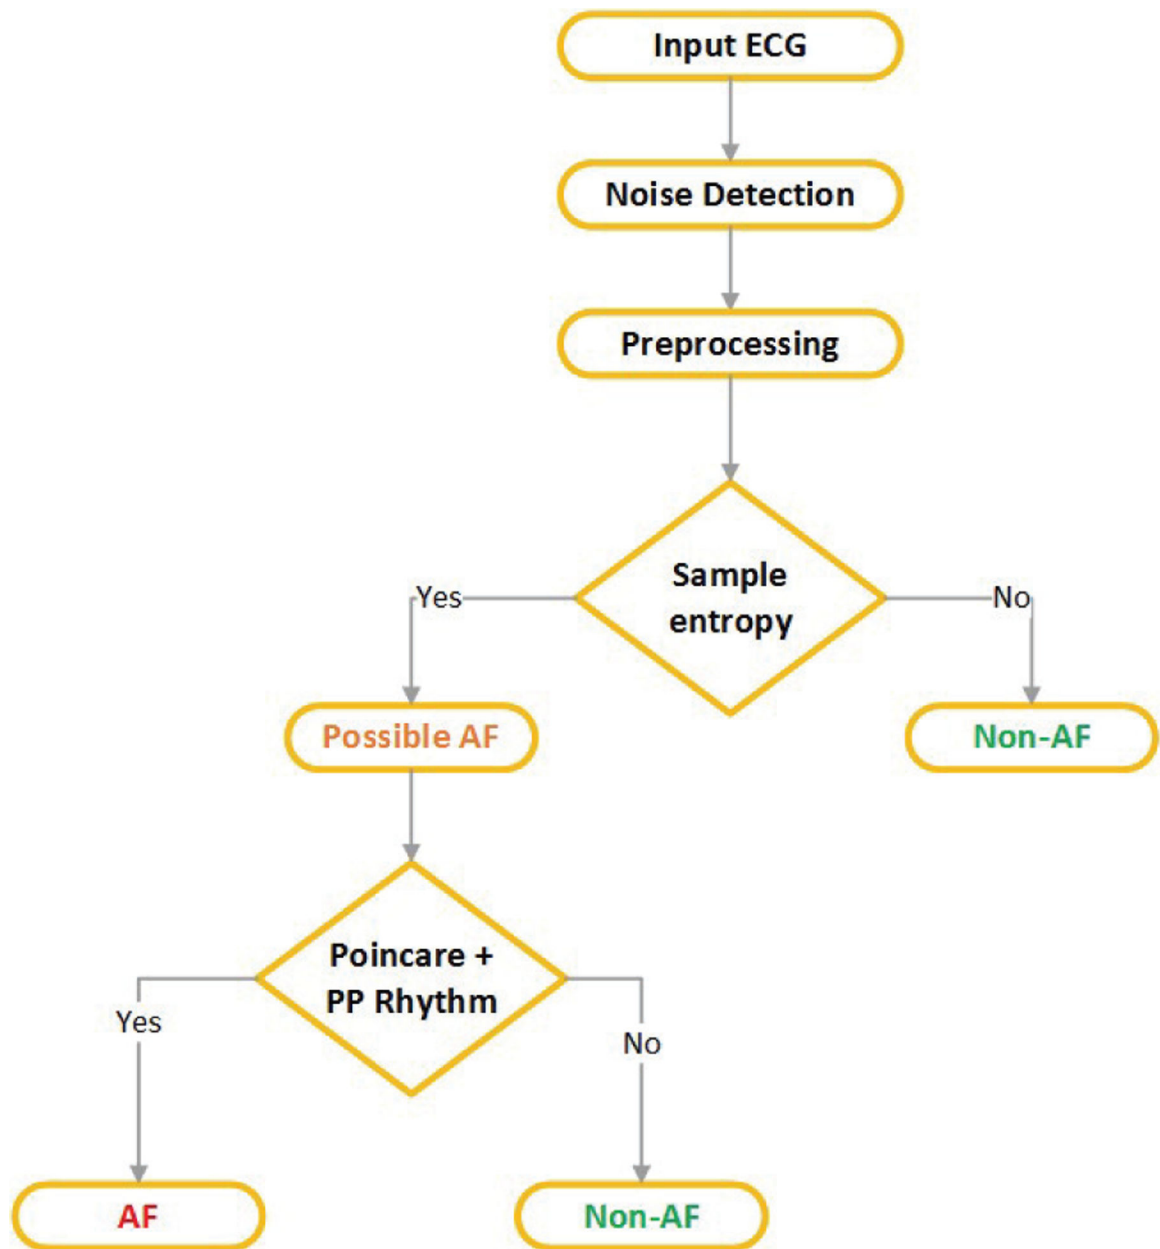 Input ECG
Noise Detection
Preprocessing
Sample
entropy
Yes
No
Possible AF
Non-AF
Poincare +
PP Rhythm
Yes
No
AF
Non-AF